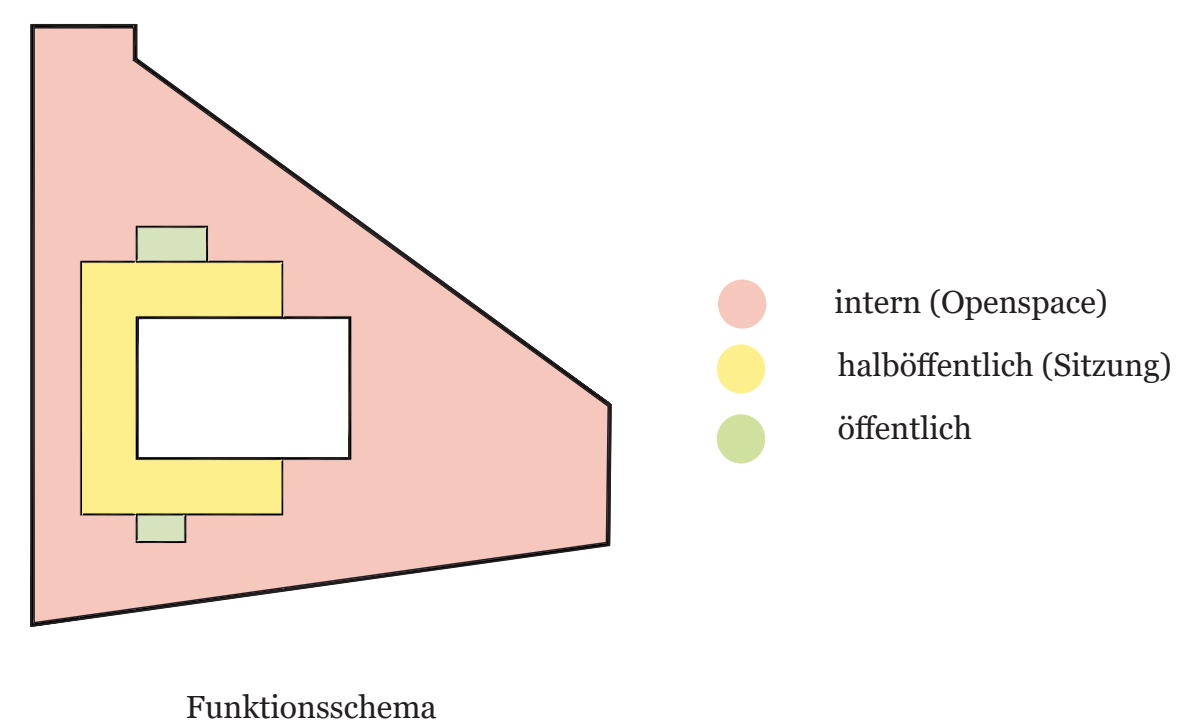 intern (Openspace)
halböffentlich (Sitzung)
öffentlich
Funktionsschema